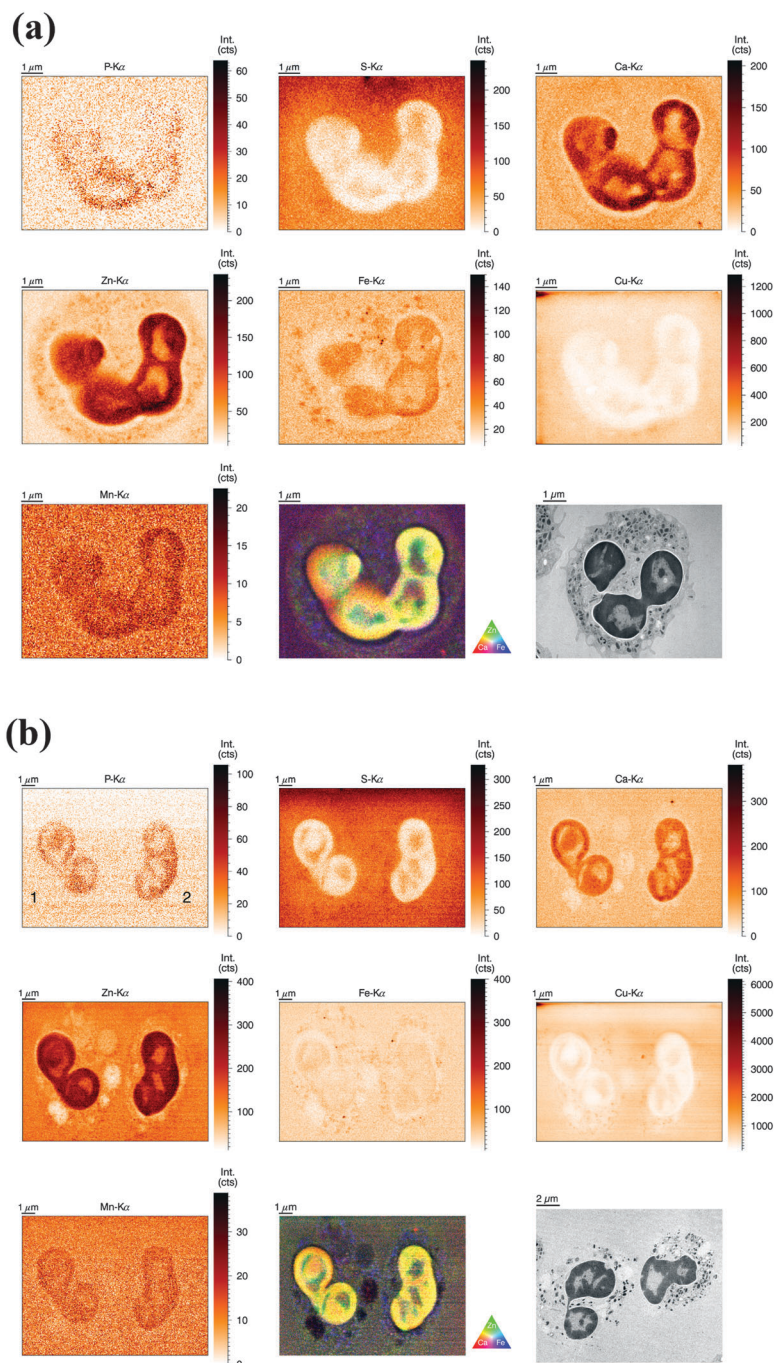 (a)
Int.
(cts)
Int.
(cts)
Int.
(cts)
1 μm
P-Kα
1 μm
S-Kα
1 μm
Ca-Kα
60
50
40
30
20
10
0
200
150
100
50
0
200
150
100
50
0
Int.
(cts)
Int.
(cts)
Int.
(cts)
1 μm
Zn-Kα
1 μm
Fe-Kα
1 μm
Cu-Kα
200
150
100
50
140
120
100
80
60
40
20
1200
1000
800
600
400
200
Int.
(cts)
1 μm
Mn-Kα
1 μm
1 μm
20
15
10
5
0
Zn
Ca
Fe
(b)
Int.
(cts)
Int.
(cts)
Int.
(cts)
1 μm
P-Kα
1 μm
S-Kα
1 μm
Ca-Kα
100
80
60
40
20
0
300
250
200
150
100
50
0
300
200
100
0
1
2
Int.
(cts)
Int.
(cts)
Int.
(cts)
1 μm
Zn-Kα
1 μm
Fe-Kα
1 μm
Cu-Kα
400
300
200
100
400
300
200
100
6000
5000
4000
3000
2000
1000
Int.
(cts)
1 μm
Mn-Kα
1 μm
2 μm
30
20
10
0
Zn
Ca
Fe